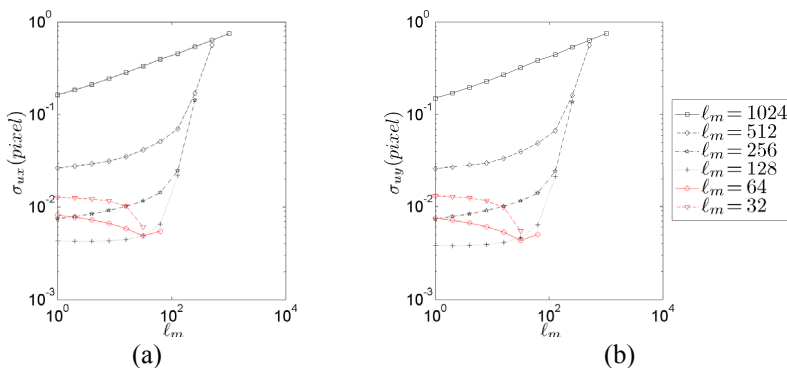 10^0
10^-1
10^-2
10^-3
σ_ux (pixel)
10^0
10^2
10^4
ℓ_m
(a)
10^0
10^-1
10^-2
10^-3
σ_uy (pixel)
10^0
10^2
10^4
ℓ_m
(b)
ℓ_m = 1024
ℓ_m = 512
ℓ_m = 256
ℓ_m = 128
ℓ_m = 64
ℓ_m = 32